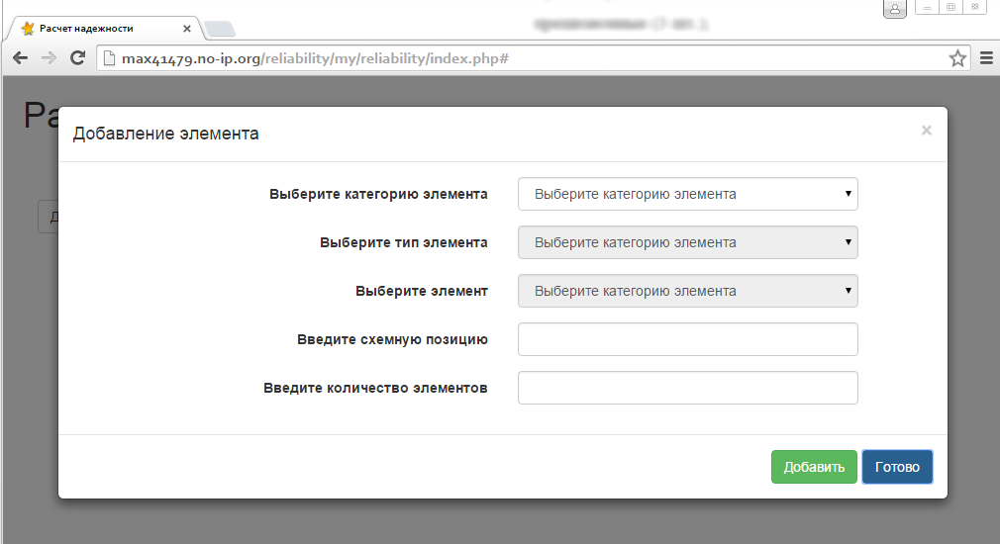 Расчет надежности
max41479.no-ip.org/reliability/my/reliability/index.php#
Добавление элемента ×
Выберите категорию элемента Выберите категорию элемента
Выберите тип элемента Выберите категорию элемента
Выберите элемент Выберите категорию элемента
Введите схемную позицию
Введите количество элементов
Добавить Готово